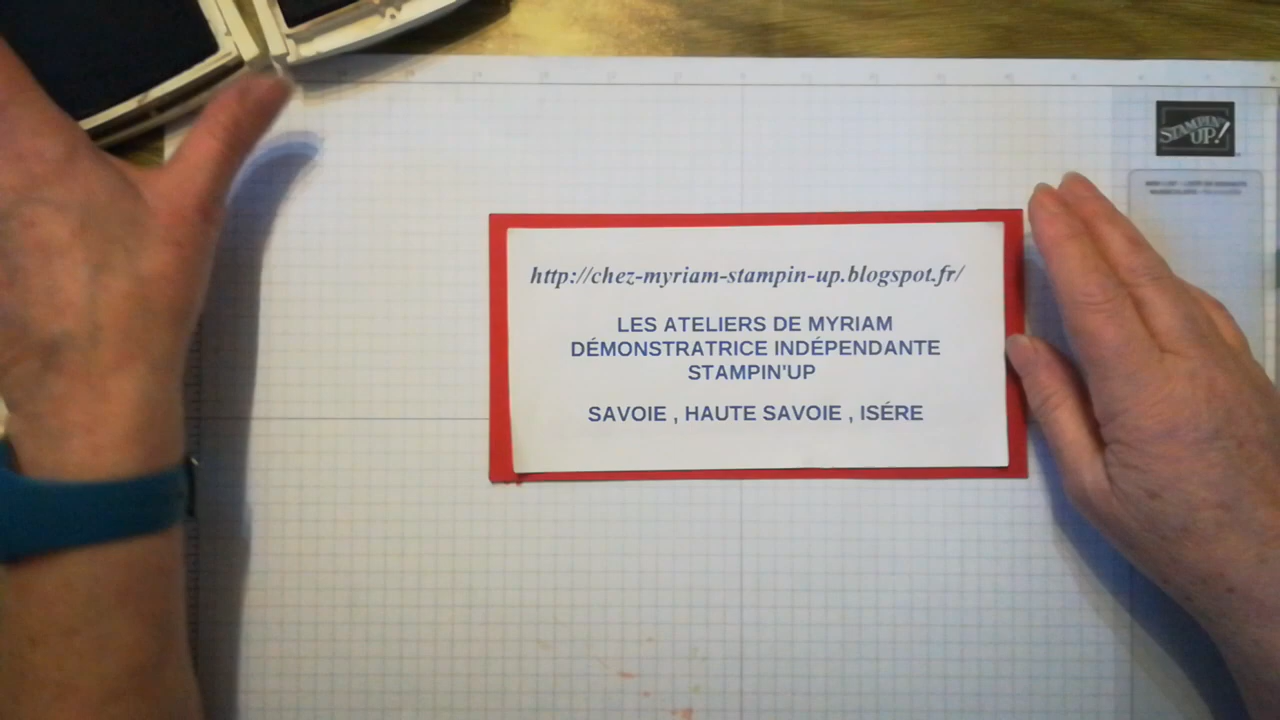 STAMPIN' UP!
http://chez-myriam-stampin-up.blogspot.fr/
LES ATELIERS DE MYRIAM
DÉMONSTRATRICE INDÉPENDANTE
STAMPIN'UP
SAVOIE , HAUTE SAVOIE , ISÉRE